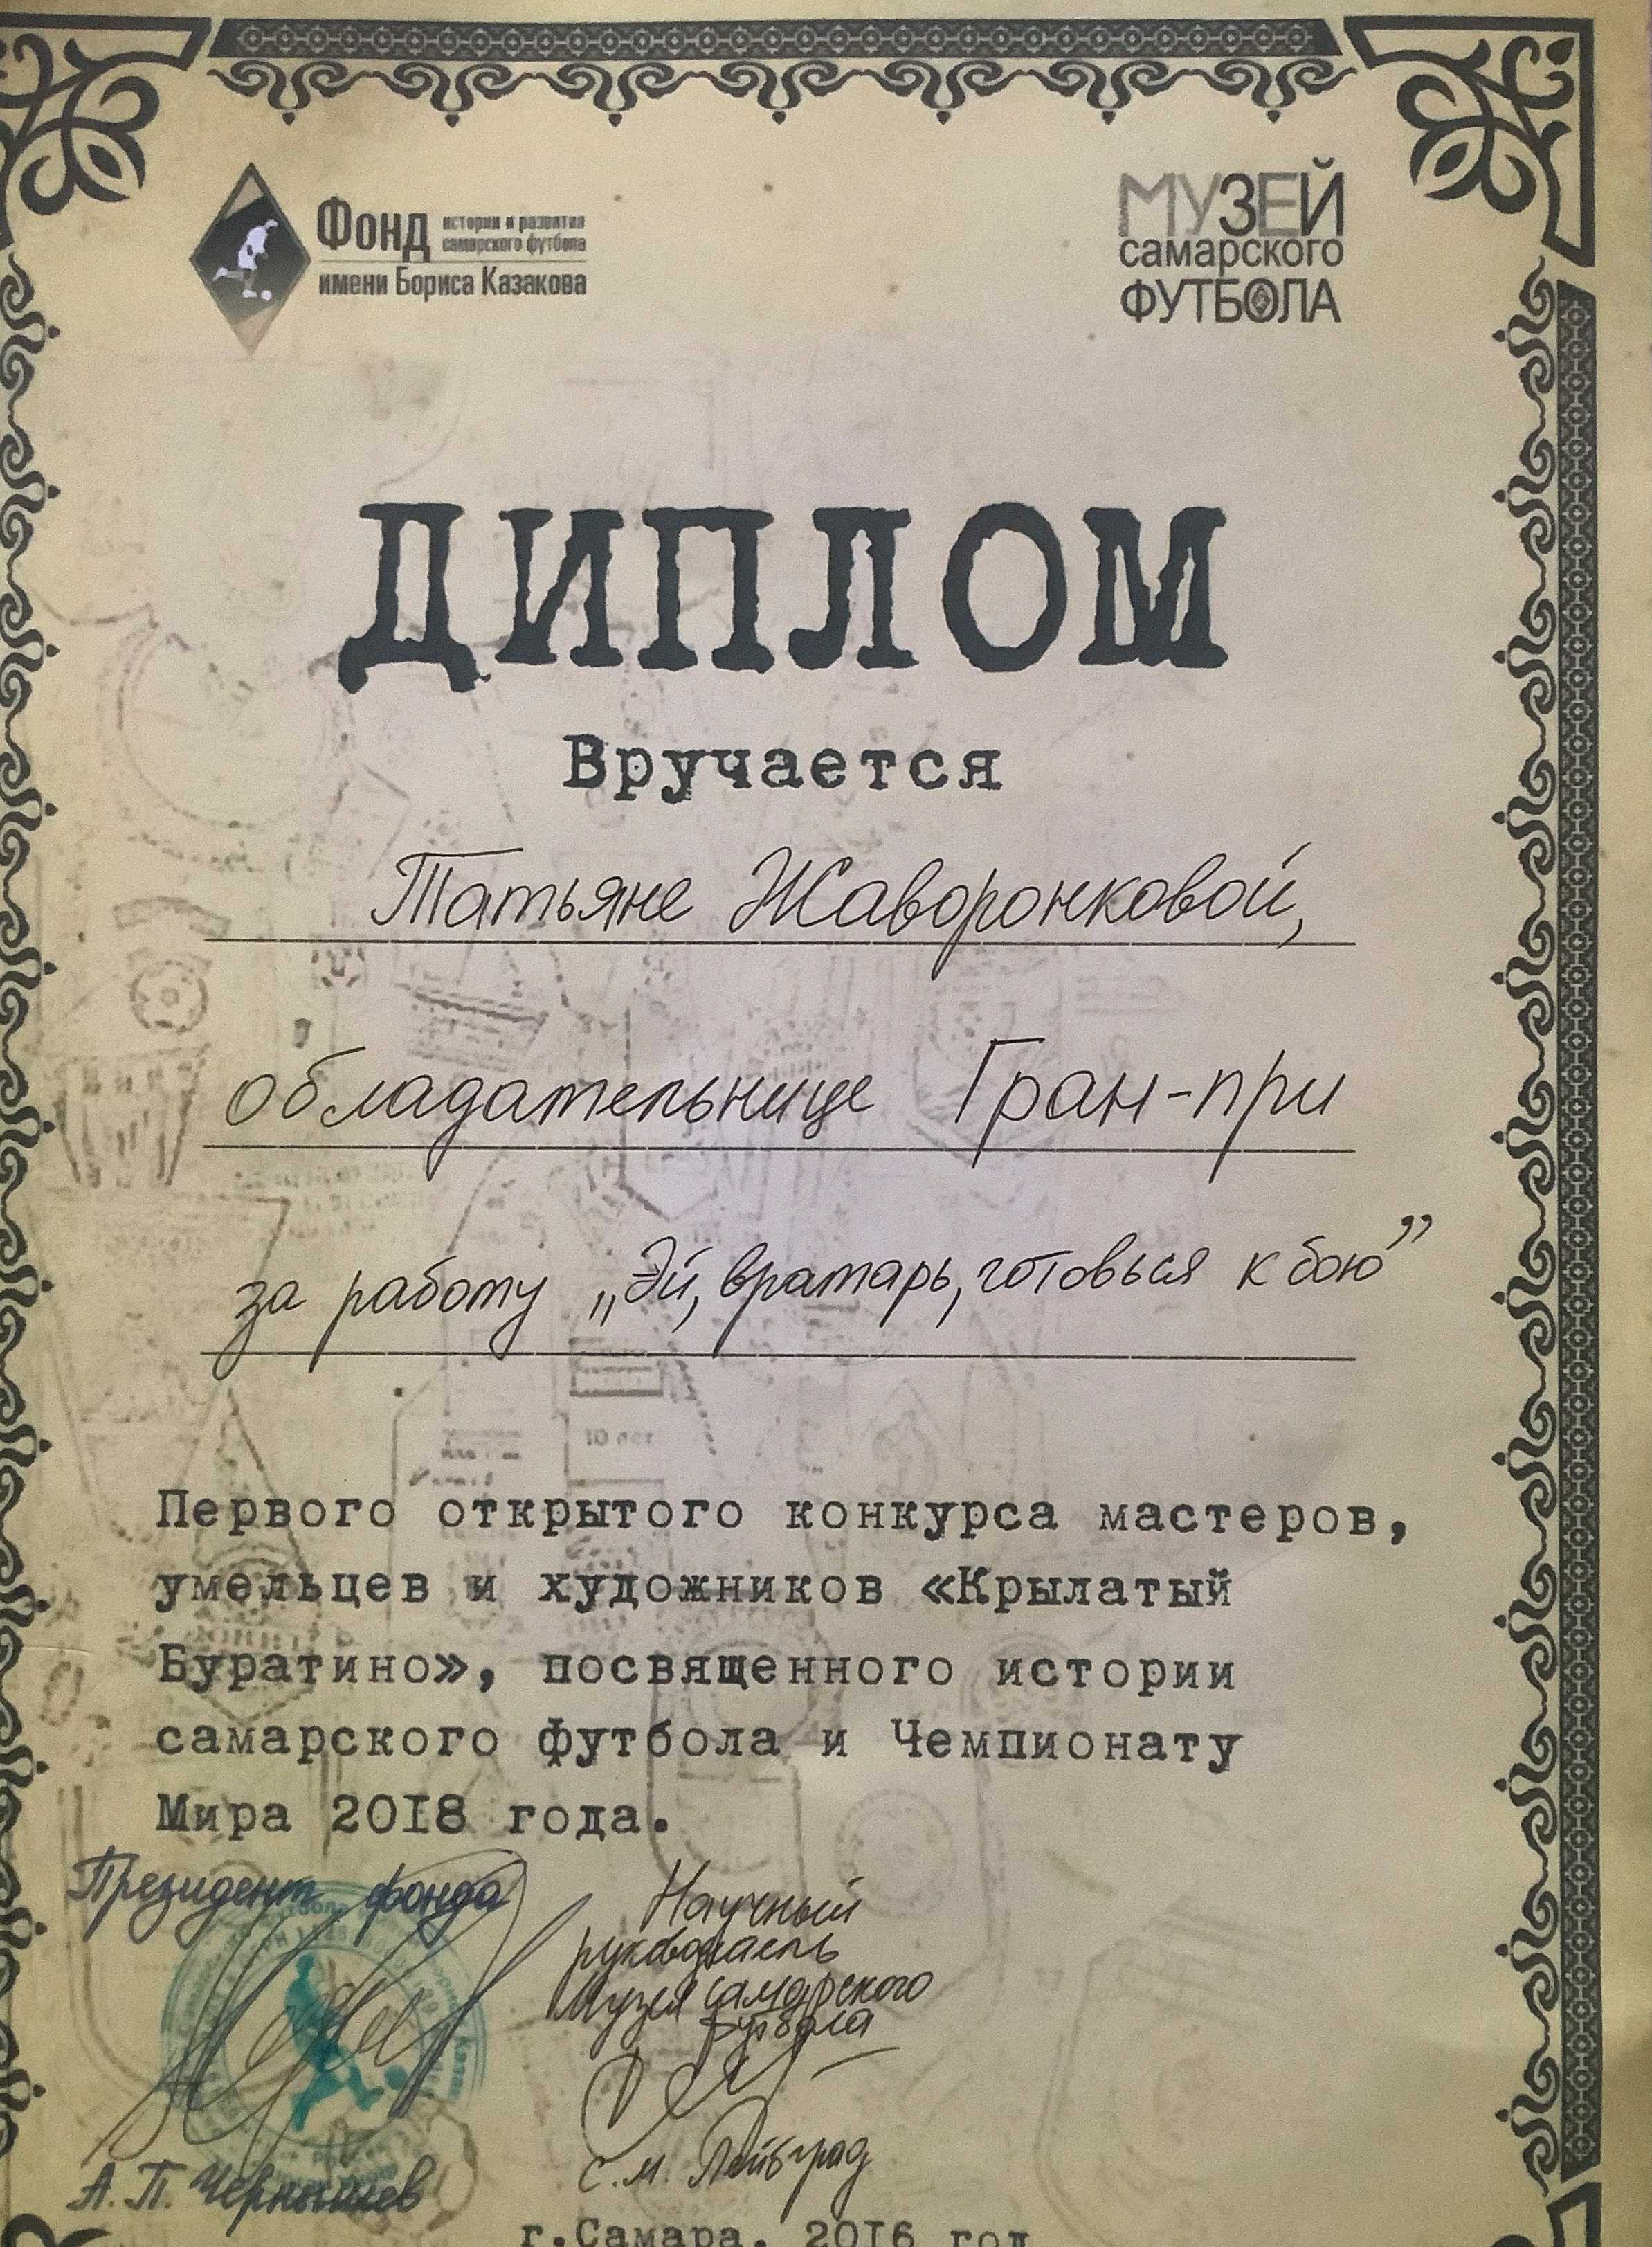 Фонд
истории и развития
самарского футбола
имени Бориса Казакова
МУЗЕЙ
самарского
ФУТБОЛА
ДИПЛОМ
Вручается
Татьяне Жаворонковой,
обладательнице Гран-при
за работу „Эй, вратарь, готовься к бою”
Первого открытого конкурса мастеров,
умельцев и художников «Крылатый
Буратино», посвященного истории
самарского футбола и Чемпионату
Мира 2018 года.
Президент фонда
Научный
руководитель
Музея самарского
футбола
А.П. Чернышев
С.М. Лейбград
г.Самара, 2016 год